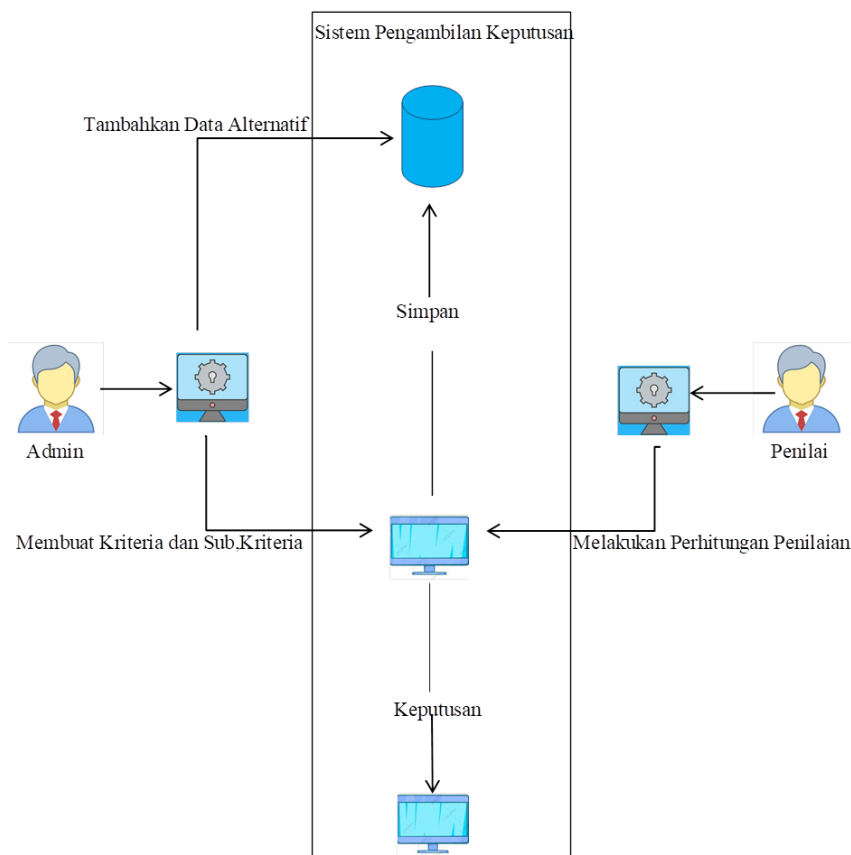 Sistem Pengambilan Keputusan
Tambahkan Data Alternatif
Simpan
Admin
Penilai
Membuat Kriteria dan Sub,Kriteria
Melakukan Perhitungan Penilaian
Keputusan